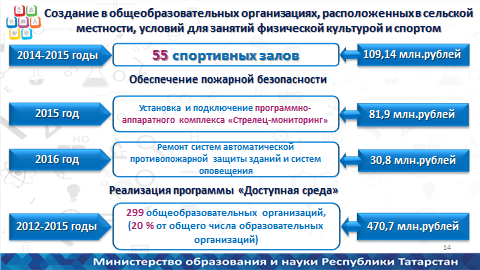 Создание в общеобразовательных организациях, расположенных в сельской
местности, условий для занятий физической культурой и спортом
2014-2015 годы
55 спортивных залов
109,14 млн.рублей
Обеспечение пожарной безопасности
2015 год
Установка и подключение программно-
аппаратного комплекса «Стрелец-мониторинг»
81,9 млн.рублей
2016 год
Ремонт систем автоматической
противопожарной защиты зданий и систем
оповещения
30,8 млн.рублей
Реализация программы «Доступная среда»
2012-2015 годы
299 общеобразовательных организаций,
(20 % от общего числа образовательных
организаций)
470,7 млн.рублей
14
Министерство образования и науки Республики Татарстан